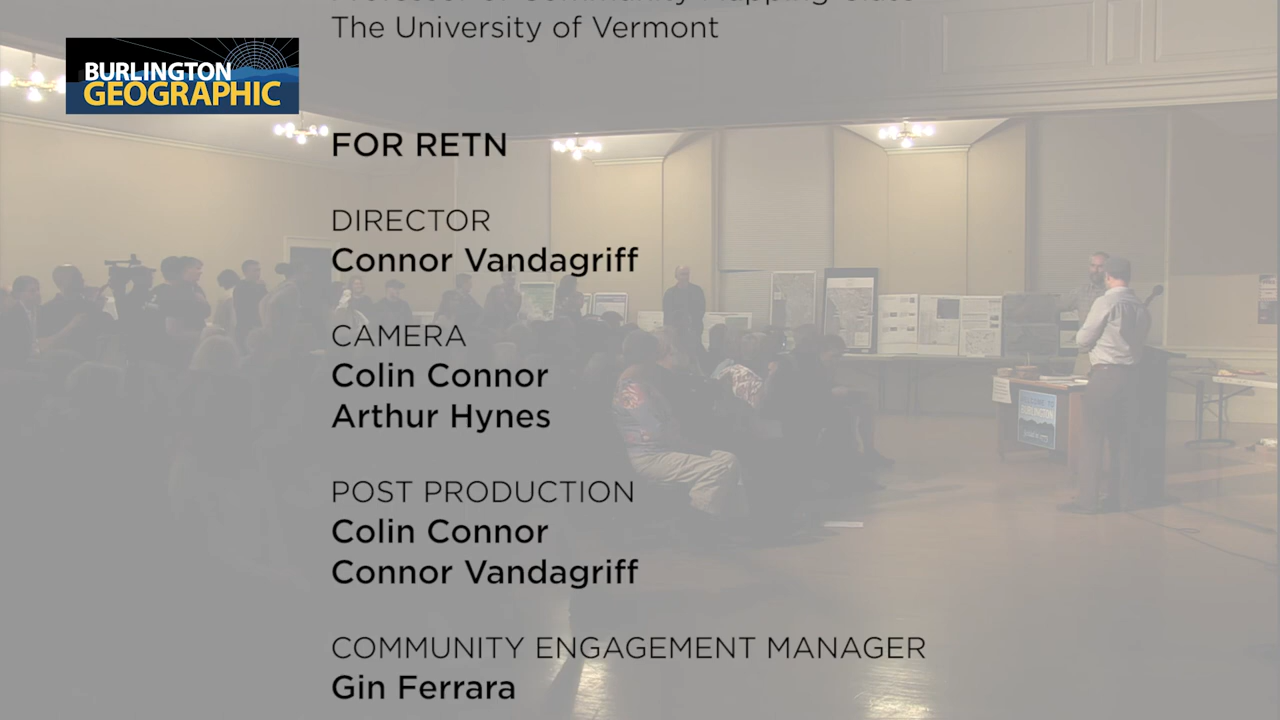 The University of Vermont
BURLINGTON
GEOGRAPHIC
FOR RETN
DIRECTOR
Connor Vandagriff
CAMERA
Colin Connor
Arthur Hynes
POST PRODUCTION
Colin Connor
Connor Vandagriff
COMMUNITY ENGAGEMENT MANAGER
Gin Ferrara
BURLINGTON